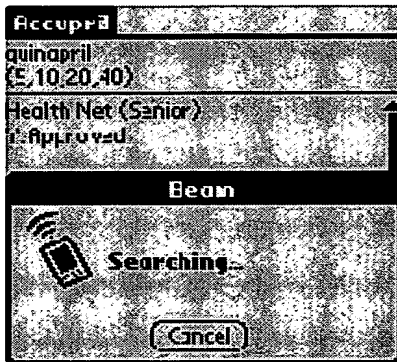 Accupril
quinapril
(5,10,20,40)
Health Net (Senior)
Approved
Beam
Searching...
Cancel